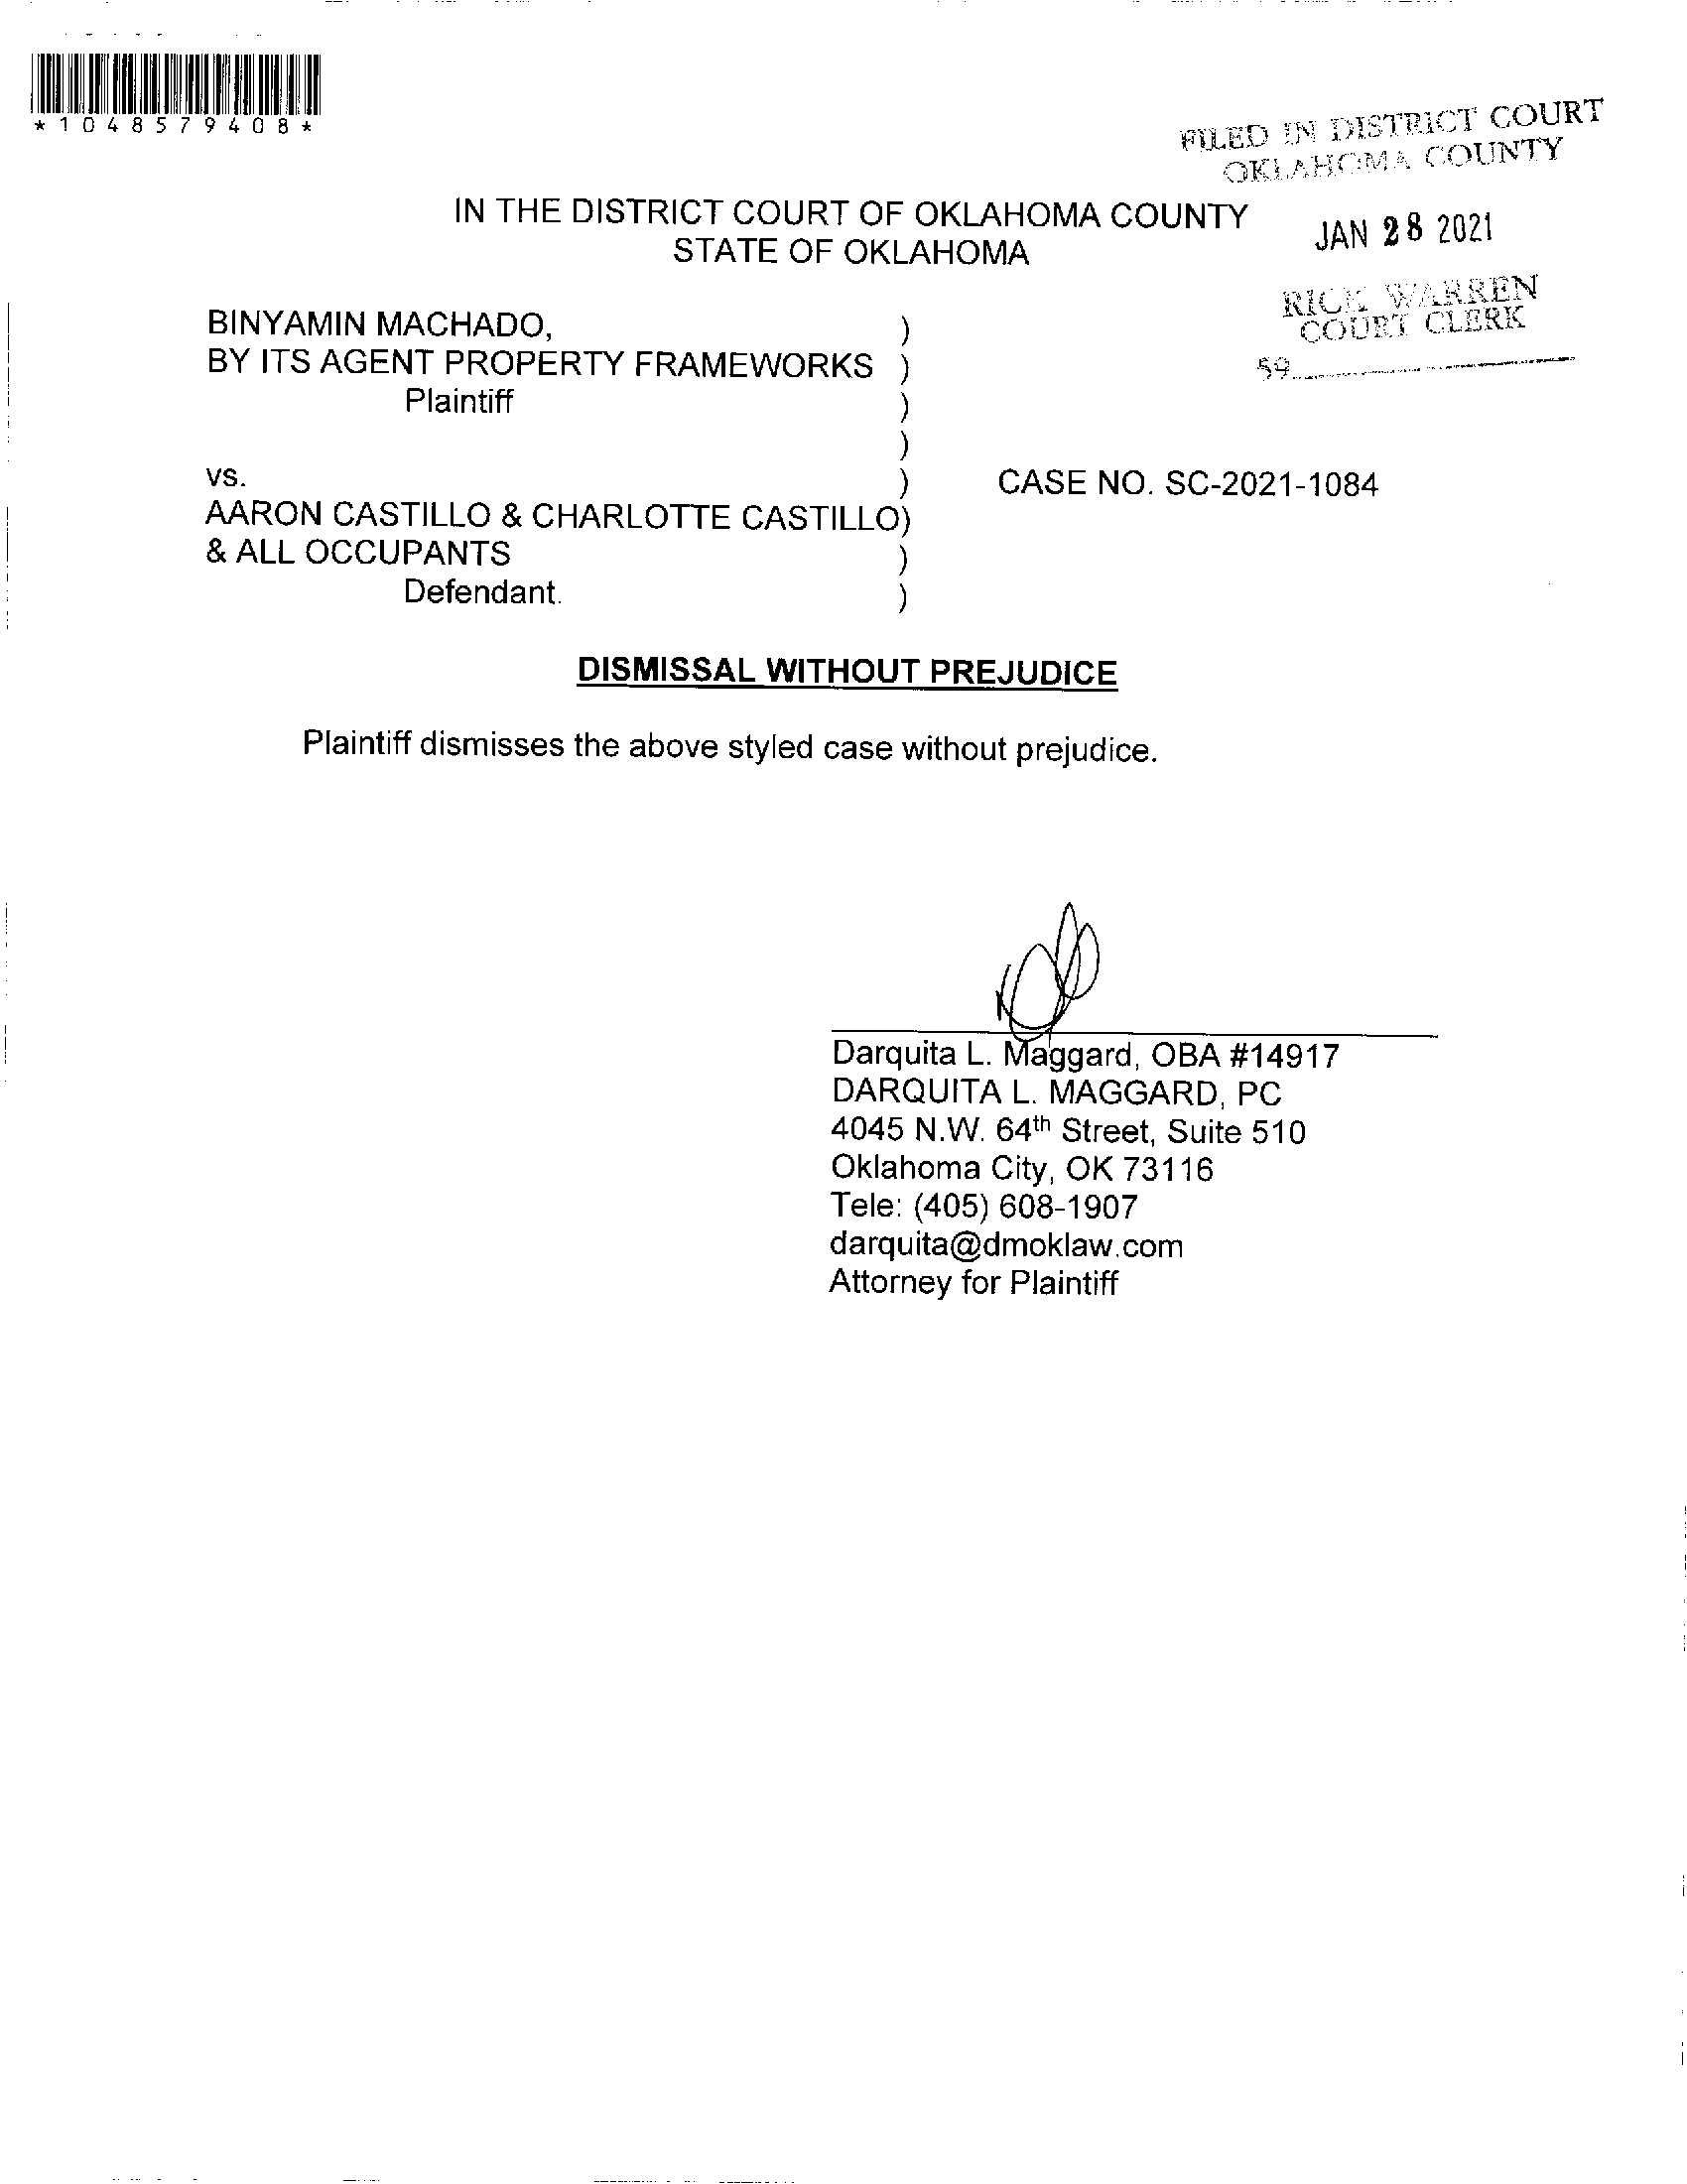 *1048579408*
FILED IN DISTRICT COURT
OKLAHOMA COUNTY
JAN 28 2021
RICK WARREN
COURT CLERK
59
IN THE DISTRICT COURT OF OKLAHOMA COUNTY
STATE OF OKLAHOMA
BINYAMIN MACHADO, )
BY ITS AGENT PROPERTY FRAMEWORKS )
Plaintiff )
)
vs. ) CASE NO. SC-2021-1084
AARON CASTILLO & CHARLOTTE CASTILLO)
& ALL OCCUPANTS )
Defendant. )
DISMISSAL WITHOUT PREJUDICE
Plaintiff dismisses the above styled case without prejudice.
Darquita L. Maggard, OBA #14917
DARQUITA L. MAGGARD, PC
4045 N.W. 64th Street, Suite 510
Oklahoma City, OK 73116
Tele: (405) 608-1907
darquita@dmoklaw.com
Attorney for Plaintiff